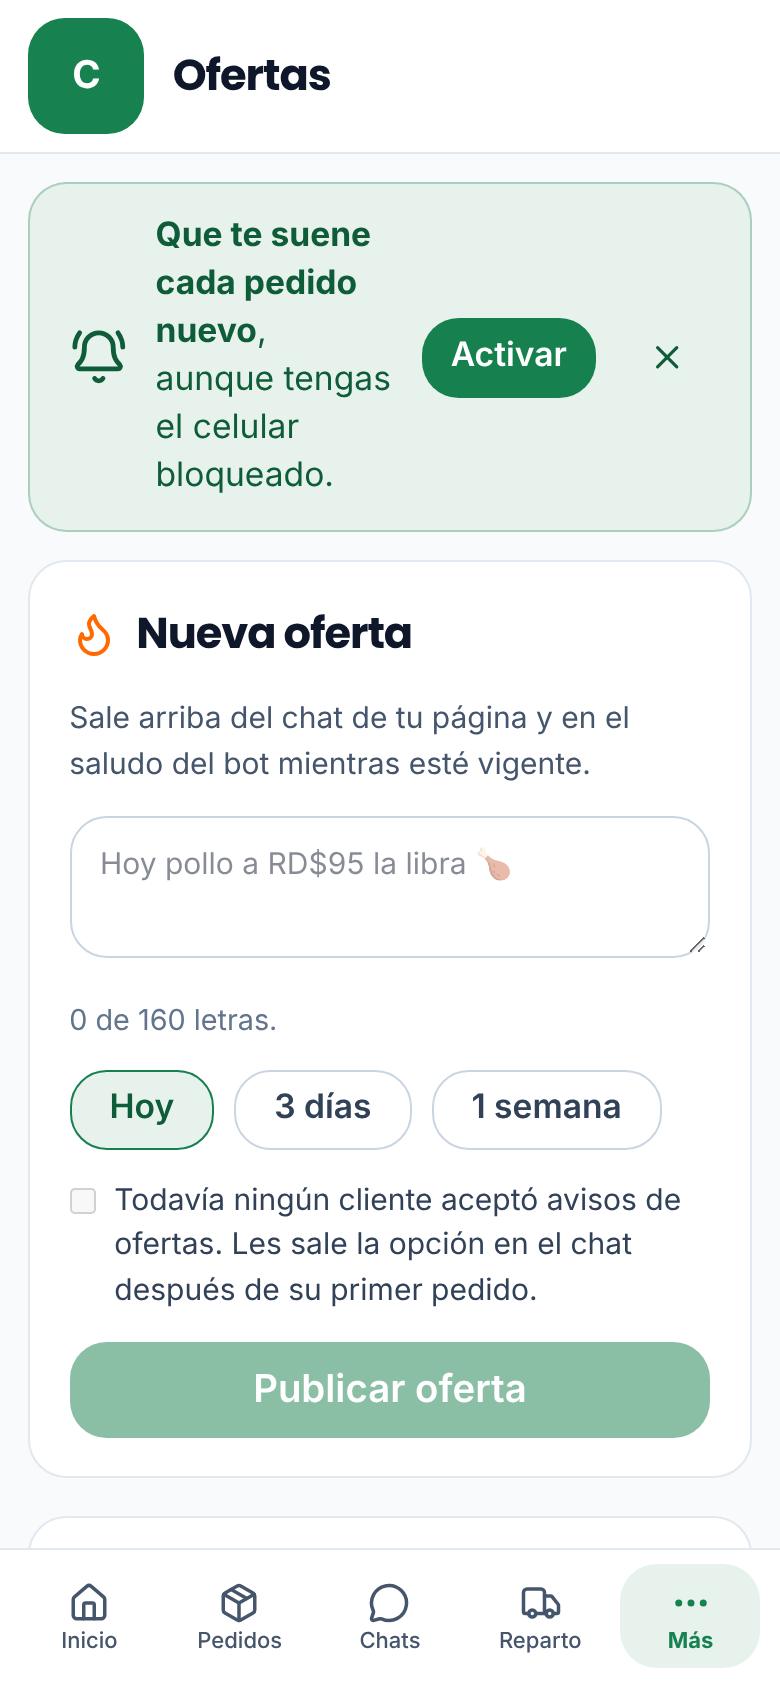 C
Ofertas
Que te suene
cada pedido
nuevo,
aunque tengas
el celular
bloqueado.
Activar
Nueva oferta
Sale arriba del chat de tu página y en el
saludo del bot mientras esté vigente.
Hoy pollo a RD$95 la libra 🍗
0 de 160 letras.
Hoy
3 días
1 semana
Todavía ningún cliente aceptó avisos de
ofertas. Les sale la opción en el chat
después de su primer pedido.
Publicar oferta
Inicio
Pedidos
Chats
Reparto
Más